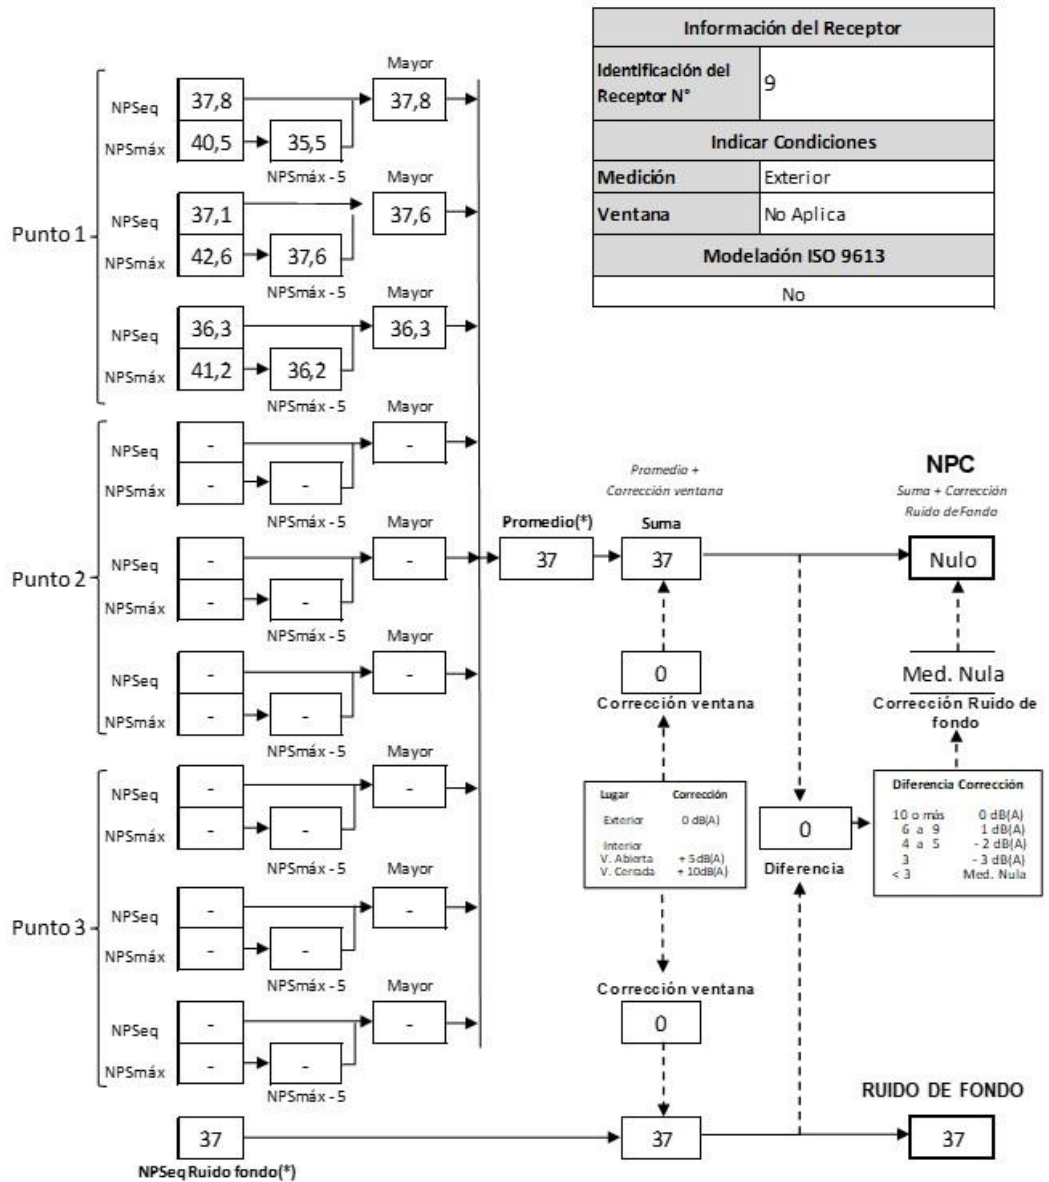 Información del Receptor
Identificación del Receptor N° 9
Indicar Condiciones
Medición Exterior
Ventana No Aplica
Modelación ISO 9613
No
Punto 1
Mayor
NPSeq 37,8 37,8
NPSmáx 40,5 35,5
NPSmáx - 5
Mayor
NPSeq 37,1 37,6
NPSmáx 42,6 37,6
NPSmáx - 5
Mayor
NPSeq 36,3 36,3
NPSmáx 41,2 36,2
NPSmáx - 5
Punto 2
Mayor
NPSeq - -
NPSmáx - -
NPSmáx - 5
Mayor
NPSeq - -
NPSmáx - -
NPSmáx - 5
Mayor
NPSeq - -
NPSmáx - -
NPSmáx - 5
Punto 3
Mayor
NPSeq - -
NPSmáx - -
NPSmáx - 5
Mayor
NPSeq - -
NPSmáx - -
NPSmáx - 5
Mayor
NPSeq - -
NPSmáx - -
NPSmáx - 5
37
NPSeq Ruido fondo(*)
Promedio(*)
37
Promedio +
Corrección ventana
Suma
37
0
Corrección ventana
Lugar Corrección
Exterior 0 dB(A)
Interior
V. Abierta + 5dB(A)
V. Cerrada + 10dB(A)
Corrección ventana
0
37
0
Diferencia
NPC
Suma + Corrección
Ruido de Fondo
Nulo
Med. Nula
Corrección Ruido de
fondo
Diferencia Corrección
10 o más 0 dB(A)
6 a 9 1 dB(A)
4 a 5 - 2 dB(A)
3 - 3 dB(A)
< 3 Med. Nula
RUIDO DE FONDO
37